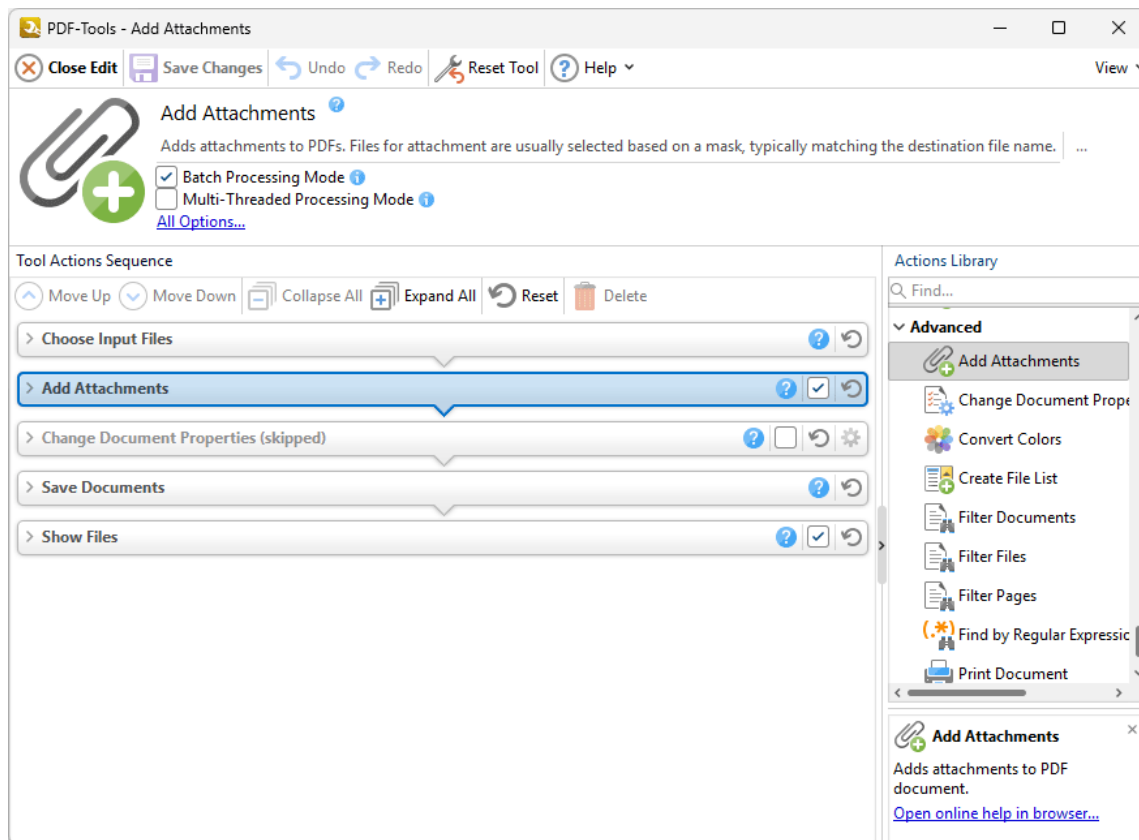 PDF-Tools - Add Attachments
Close Edit Save Changes Undo Redo Reset Tool Help View
Add Attachments
Adds attachments to PDFs. Files for attachment are usually selected based on a mask, typically matching the destination file name. ...
Batch Processing Mode
Multi-Threaded Processing Mode
All Options...
Tool Actions Sequence
Move Up Move Down Collapse All Expand All Reset Delete
Choose Input Files
Add Attachments
Change Document Properties (skipped)
Save Documents
Show Files
Actions Library
Find...
Advanced
Add Attachments
Change Document Prope
Convert Colors
Create File List
Filter Documents
Filter Files
Filter Pages
Find by Regular Expressic
Print Document
Add Attachments
Adds attachments to PDF
document.
Open online help in browser...